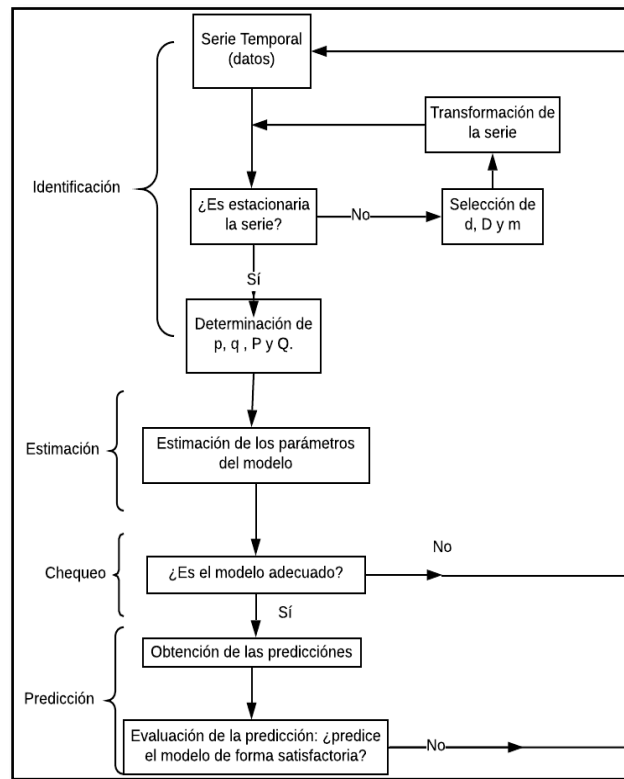 Serie Temporal
(datos)
Transformación de
la serie
Identificación
¿Es estacionaria
la serie?
No
Selección de
d, D y m
Sí
Determinación de
p, q , P y Q.
Estimación
Estimación de los parámetros
del modelo
No
Chequeo
¿Es el modelo adecuado?
Sí
Obtención de las predicciónes
Predicción
Evaluación de la predicción: ¿predice
el modelo de forma satisfactoria?
No